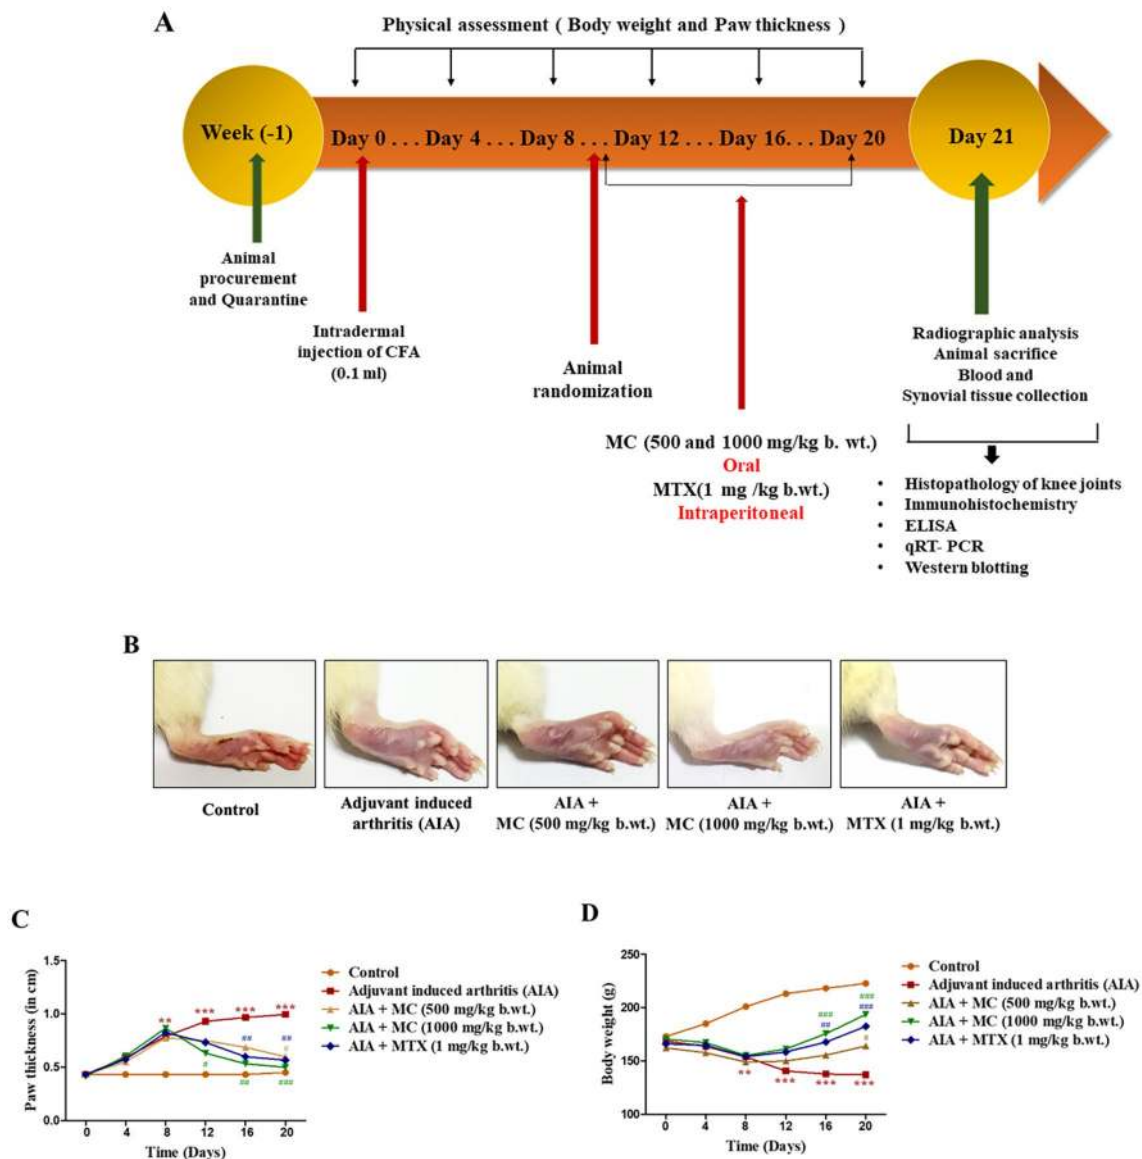 A
Physical assessment ( Body weight and Paw thickness )
Week (-1)
Day 0 . . . Day 4 . . . Day 8 . . . Day 12 . . . Day 16. . . Day 20
Day 21
Animal
procurement
and Quarantine
Intradermal
injection of CFA
(0.1 ml)
Animal
randomization
MC (500 and 1000 mg/kg b. wt.)
Oral
MTX(1 mg /kg b.wt.)
Intraperitoneal
Radiographic analysis
Animal sacrifice
Blood and
Synovial tissue collection
• Histopathology of knee joints
• Immunohistochemistry
• ELISA
• qRT- PCR
• Western blotting
B
Control
Adjuvant induced
arthritis (AIA)
AIA +
MC (500 mg/kg b.wt.)
AIA +
MC (1000 mg/kg b.wt.)
AIA +
MTX (1 mg/kg b.wt.)
C
Paw thickness (in cm)
1.5
1.0
0.5
0.0
** *** *** ***
## ##
# #
## ###
0 4 8 12 16 20
Time (Days)
Control
Adjuvant induced arthritis (AIA)
AIA + MC (500 mg/kg b.wt.)
AIA + MC (1000 mg/kg b.wt.)
AIA + MTX (1 mg/kg b.wt.)
D
Body weight (g)
250
200
150
100
### ###
## ###
#
** *** *** ***
0 4 8 12 16 20
Time (Days)
Control
Adjuvant induced arthritis (AIA)
AIA + MC (500 mg/kg b.wt.)
AIA + MC (1000 mg/kg b.wt.)
AIA + MTX (1 mg/kg b.wt.)